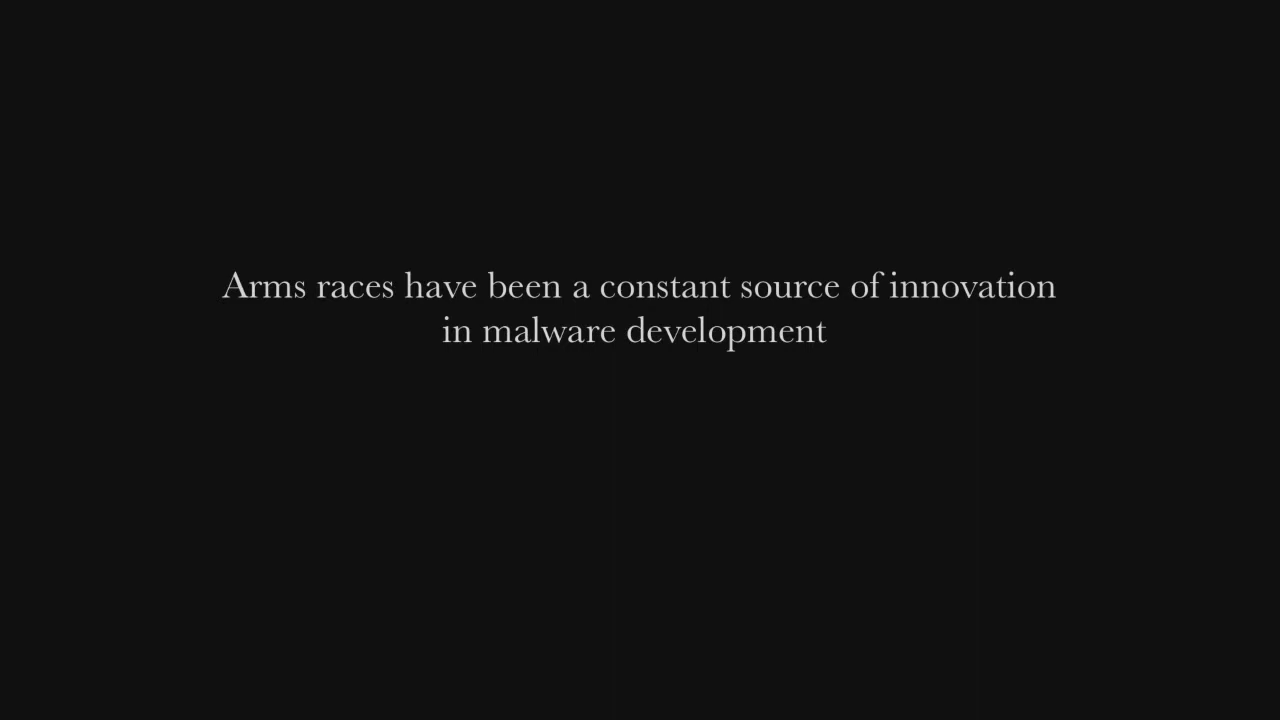 Arms races have been a constant source of innovation
in malware development